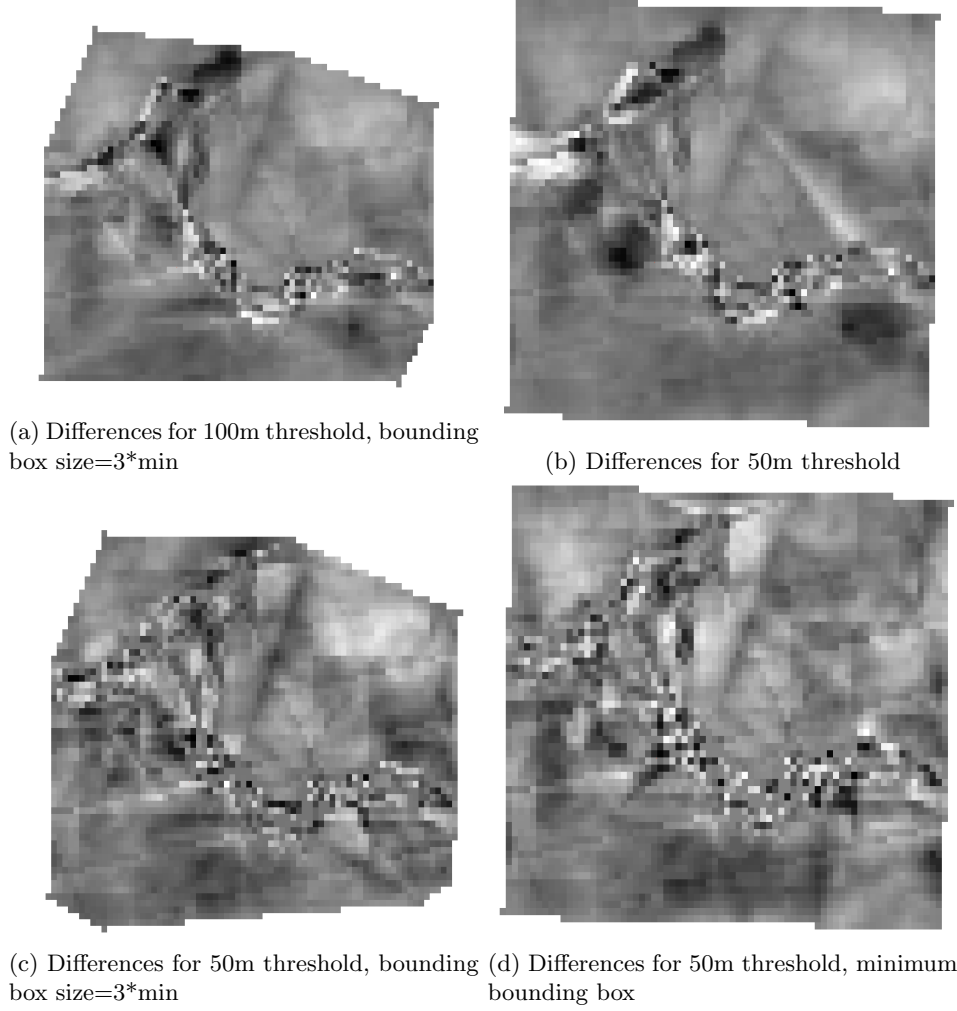 (a) Differences for 100m threshold, bounding
box size=3*min
(b) Differences for 50m threshold
(c) Differences for 50m threshold, bounding
box size=3*min
(d) Differences for 50m threshold, minimum
bounding box